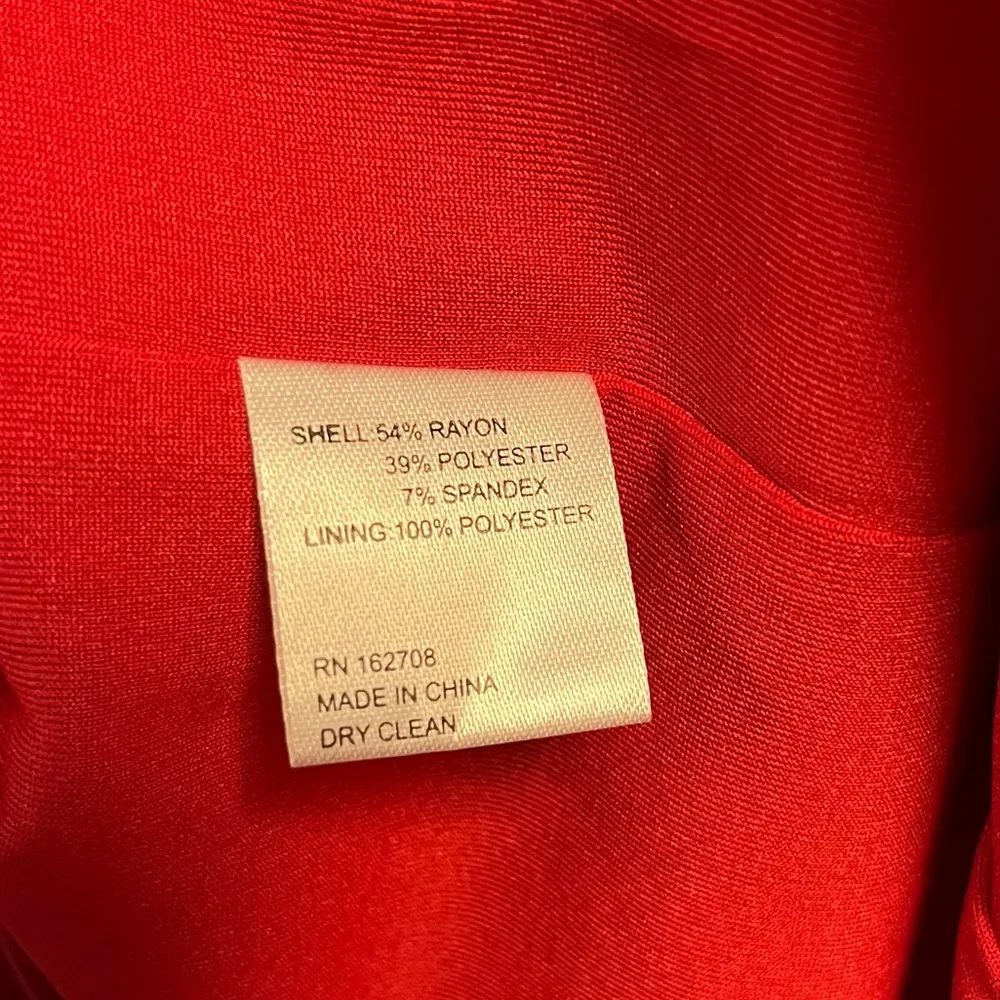 SHELL:54% RAYON
39% POLYESTER
7% SPANDEX
LINING:100% POLYESTER
RN 162708
MADE IN CHINA
DRY CLEAN